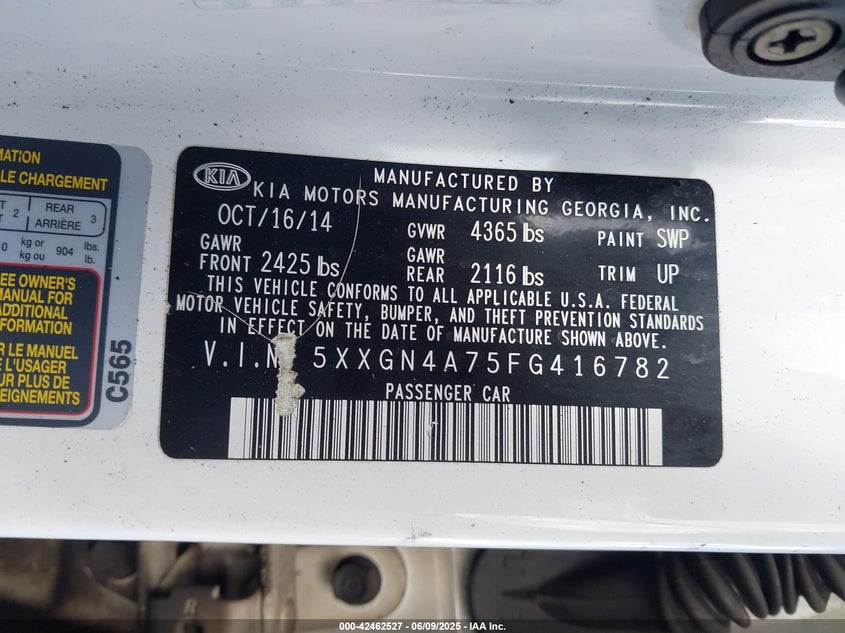 MATION
LE CHARGEMENT
2
REAR 3
ARRIÈRE
kg or 904 lbs.
kg ou lb.
EE OWNER'S
MANUAL FOR
ADDITIONAL
NFORMATION
R LE MANUEL
E L'USAGER
R PLUS DE
SEIGNEMENTS
C565
KIA
MANUFACTURED BY
KIA MOTORS MANUFACTURING GEORGIA, INC.
OCT/16/14
GVWR 4365 lbs
PAINT SWP
GAWR
FRONT 2425 lbs
GAWR
REAR 2116 lbs
TRIM UP
THIS VEHICLE CONFORMS TO ALL APPLICABLE U.S.A. FEDERAL
MOTOR VEHICLE SAFETY, BUMPER, AND THEFT PREVENTION STANDARDS
IN EFFECT ON THE DATE OF MANUFACTURE SHOWN ABOVE.
V.I.N 5XXGN4A75FG416782
PASSENGER CAR
R
000-42462527 - 06/09/2025 - IAA Inc.